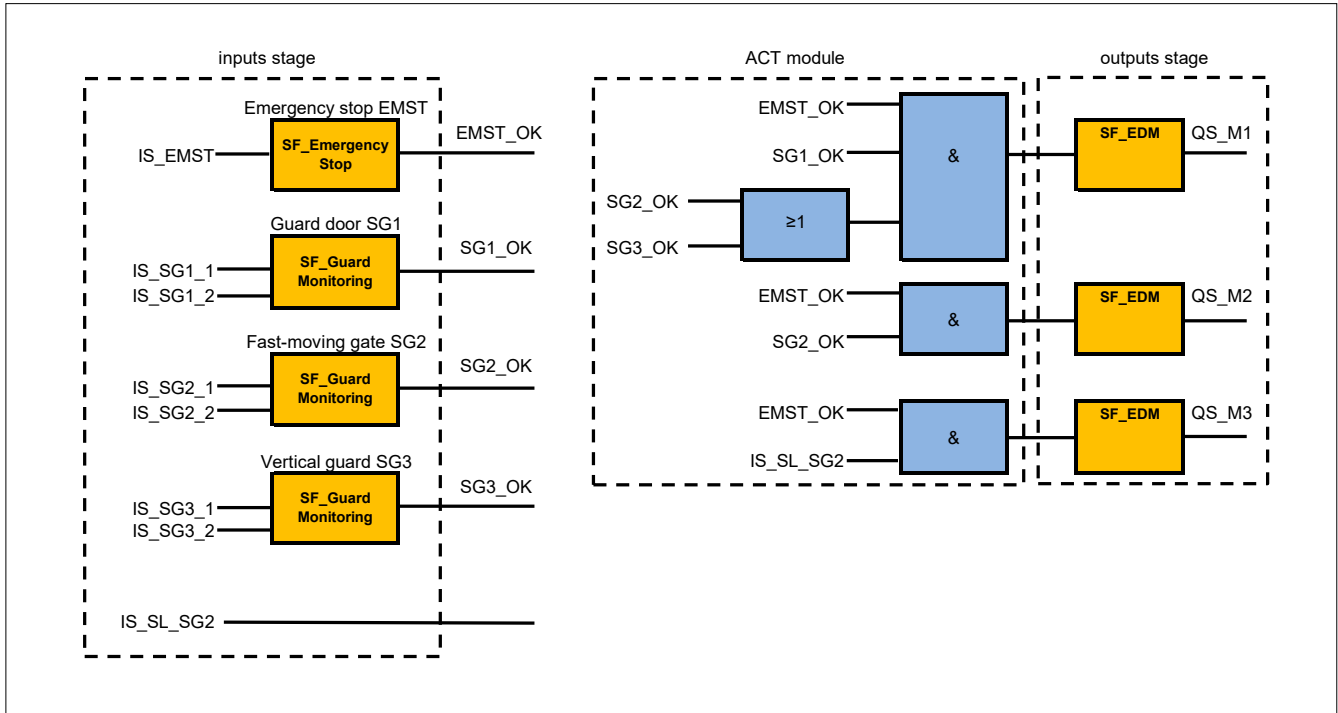 inputs stage
Emergency stop EMST
IS_EMST
SF_Emergency
Stop
EMST_OK
Guard door SG1
IS_SG1_1
IS_SG1_2
SF_Guard
Monitoring
SG1_OK
Fast-moving gate SG2
IS_SG2_1
IS_SG2_2
SF_Guard
Monitoring
SG2_OK
Vertical guard SG3
IS_SG3_1
IS_SG3_2
SF_Guard
Monitoring
SG3_OK
IS_SL_SG2
ACT module
EMST_OK
SG1_OK
SG2_OK
SG3_OK
≥1
&
EMST_OK
SG2_OK
&
EMST_OK
IS_SL_SG2
&
outputs stage
SF_EDM
QS_M1
SF_EDM
QS_M2
SF_EDM
QS_M3